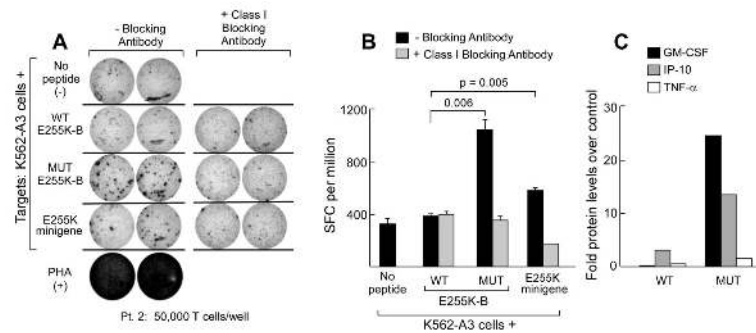 A
- Blocking
Antibody
+ Class I
Blocking
Antibody
Targets: K562-A3 cells +
No
peptide
(-)
WT
E255K-B
MUT
E255K-B
E255K
minigene
PHA
(+)
Pt. 2: 50,000 T cells/well
B
- Blocking Antibody
+ Class I Blocking Antibody
p = 0.005
0.006
SFC per million
1200
800
400
0
No
peptide
WT
MUT
E255K
minigene
E255K-B
K562-A3 cells +
C
GM-CSF
IP-10
TNF-α
Fold protein levels over control
30
20
10
0
WT
MUT